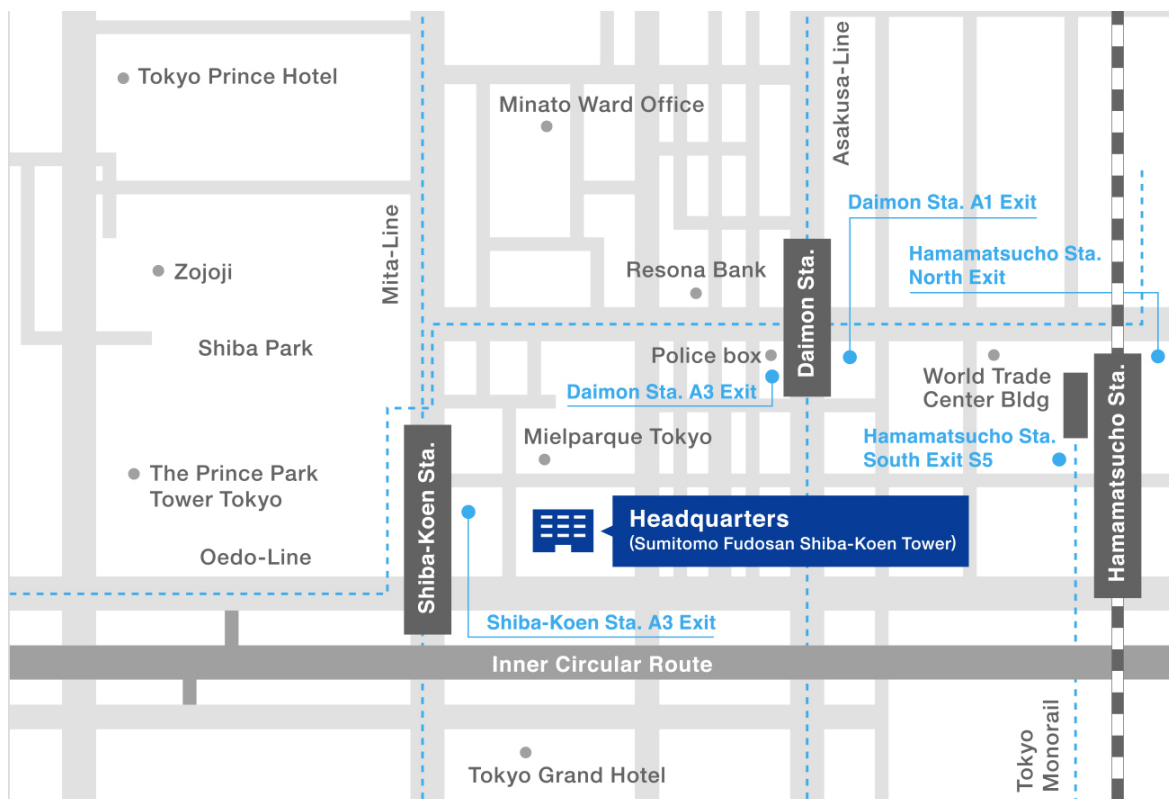 Tokyo Prince Hotel
Minato Ward Office
Asakusa-Line
Daimon Sta. A1 Exit
Mita-Line
Hamamatsucho Sta.
North Exit
Zojoji
Resona Bank
Daimon Sta.
Shiba Park
Police box
World Trade
Center Bldg
Daimon Sta. A3 Exit
Hamamatsucho Sta.
Mielparque Tokyo
Hamamatsucho Sta.
South Exit S5
The Prince Park
Tower Tokyo
Shiba-Koen Sta.
Headquarters
(Sumitomo Fudosan Shiba-Koen Tower)
Oedo-Line
Shiba-Koen Sta. A3 Exit
Inner Circular Route
Tokyo
Monorail
Tokyo Grand Hotel